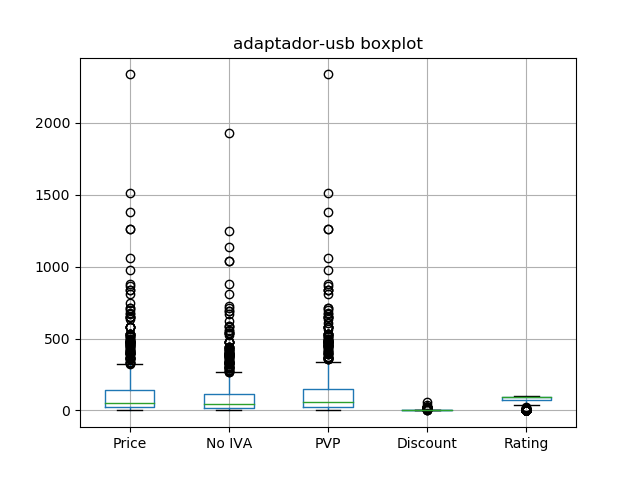 adaptador-usb boxplot
2000
1500
1000
500
0
Price No IVA PVP Discount Rating